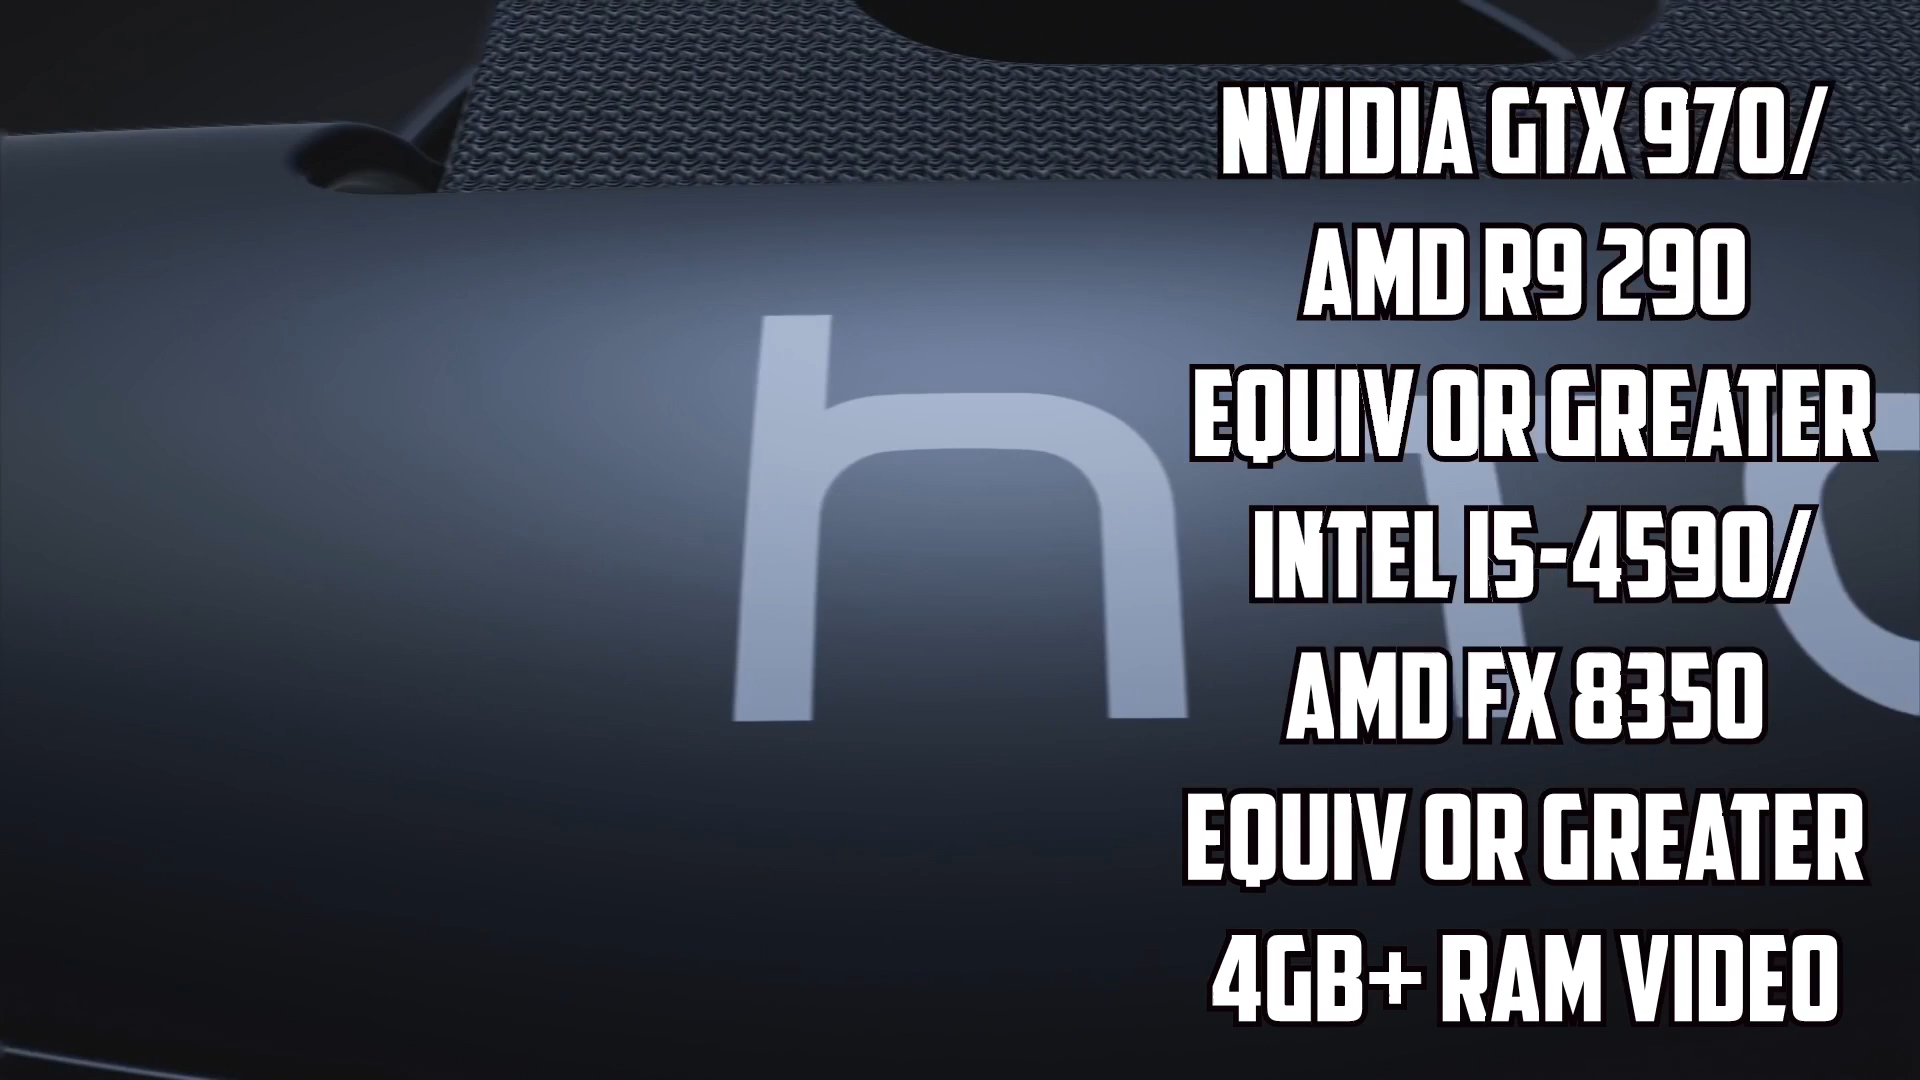 NVIDIA GTX 970/
AMD R9 290
EQUIV OR GREATER
INTEL I5-4590/
AMD FX 8350
EQUIV OR GREATER
4GB+ RAM VIDEO
hTC